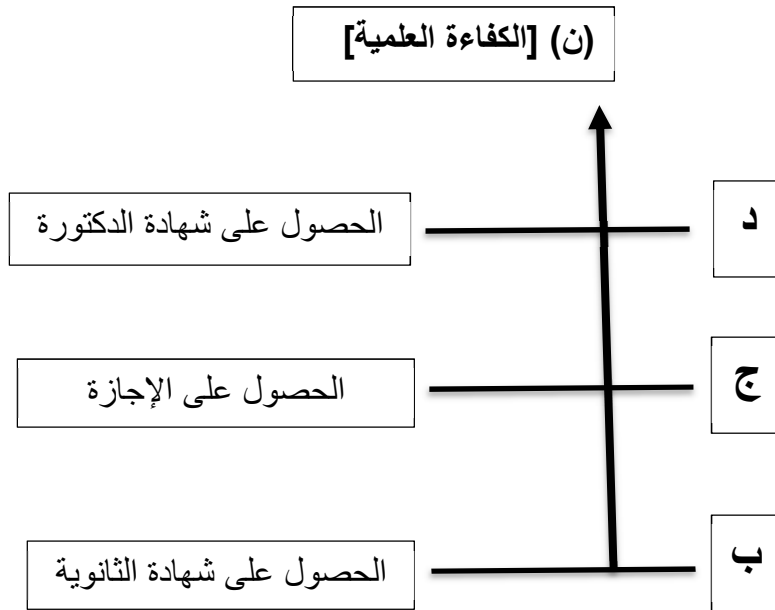 (ن) [الكفاءة العلمية]
د
الحصول على شهادة الدكتورة
ج
الحصول على الإجازة
ب
الحصول على شهادة الثانوية